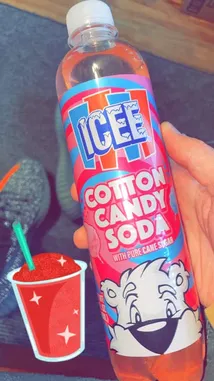 ICEE
COTTON
CANDY
SODA
WITH PURE CANE SUGAR